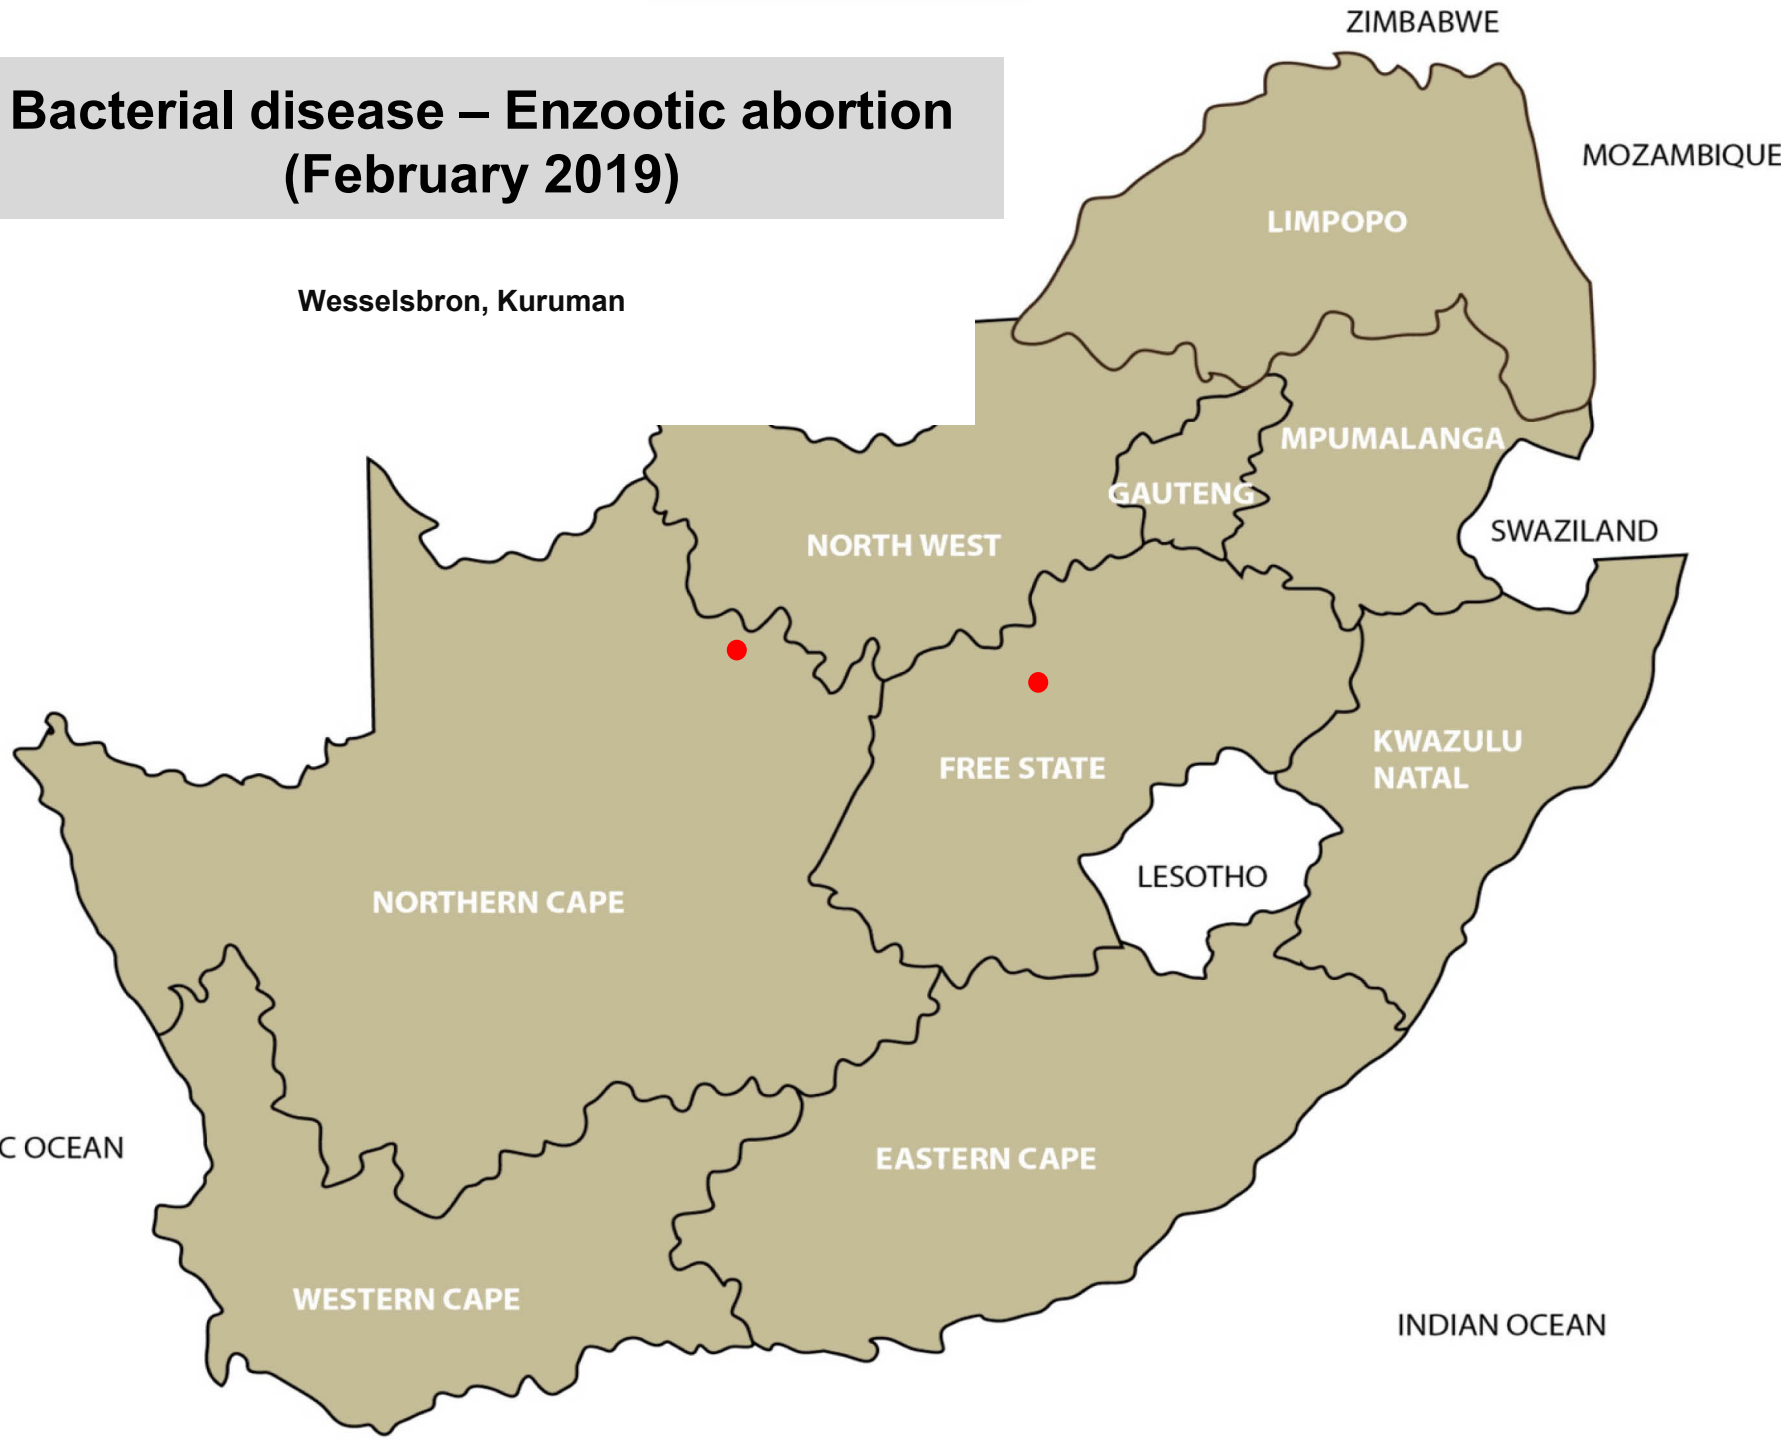 ZIMBABWE
Bacterial disease – Enzootic abortion
(February 2019)
MOZAMBIQUE
LIMPOPO
Wesselsbron, Kuruman
MPUMALANGA
GAUTENG
SWAZILAND
NORTH WEST
KWAZULU
NATAL
FREE STATE
LESOTHO
NORTHERN CAPE
C OCEAN
EASTERN CAPE
WESTERN CAPE
INDIAN OCEAN